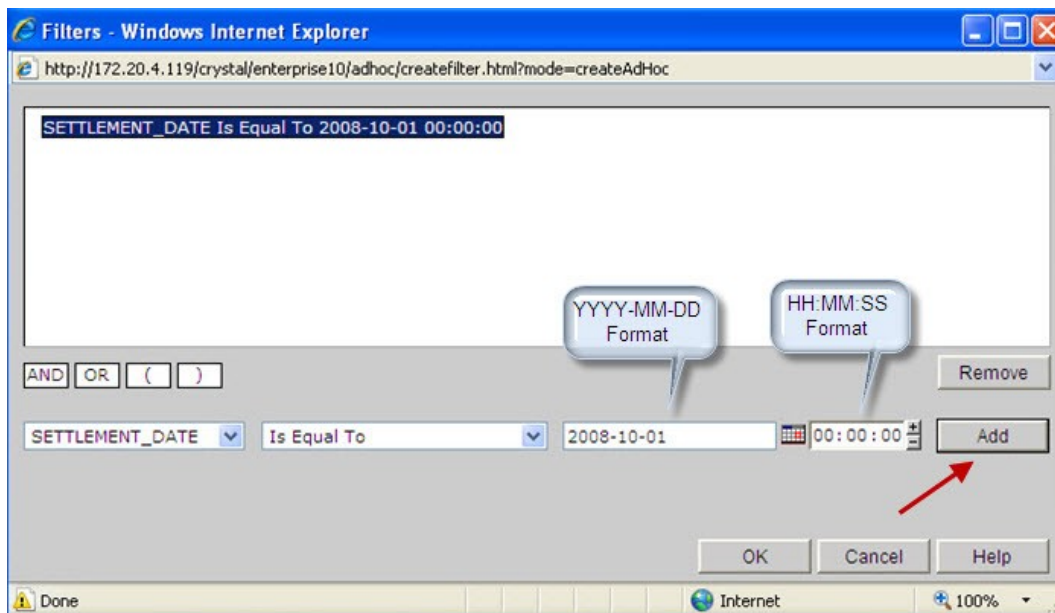 Filters - Windows Internet Explorer
http://172.20.4.119/crystal/enterprise10/adhoc/createfilter.html?mode=createAdHoc
SETTLEMENT_DATE Is Equal To 2008-10-01 00:00:00
YYYY-MM-DD
Format
HH:MM:SS
Format
AND OR ( ) Remove
SETTLEMENT_DATE Is Equal To 2008-10-01 00:00:00 Add
OK Cancel Help
Done Internet 100%